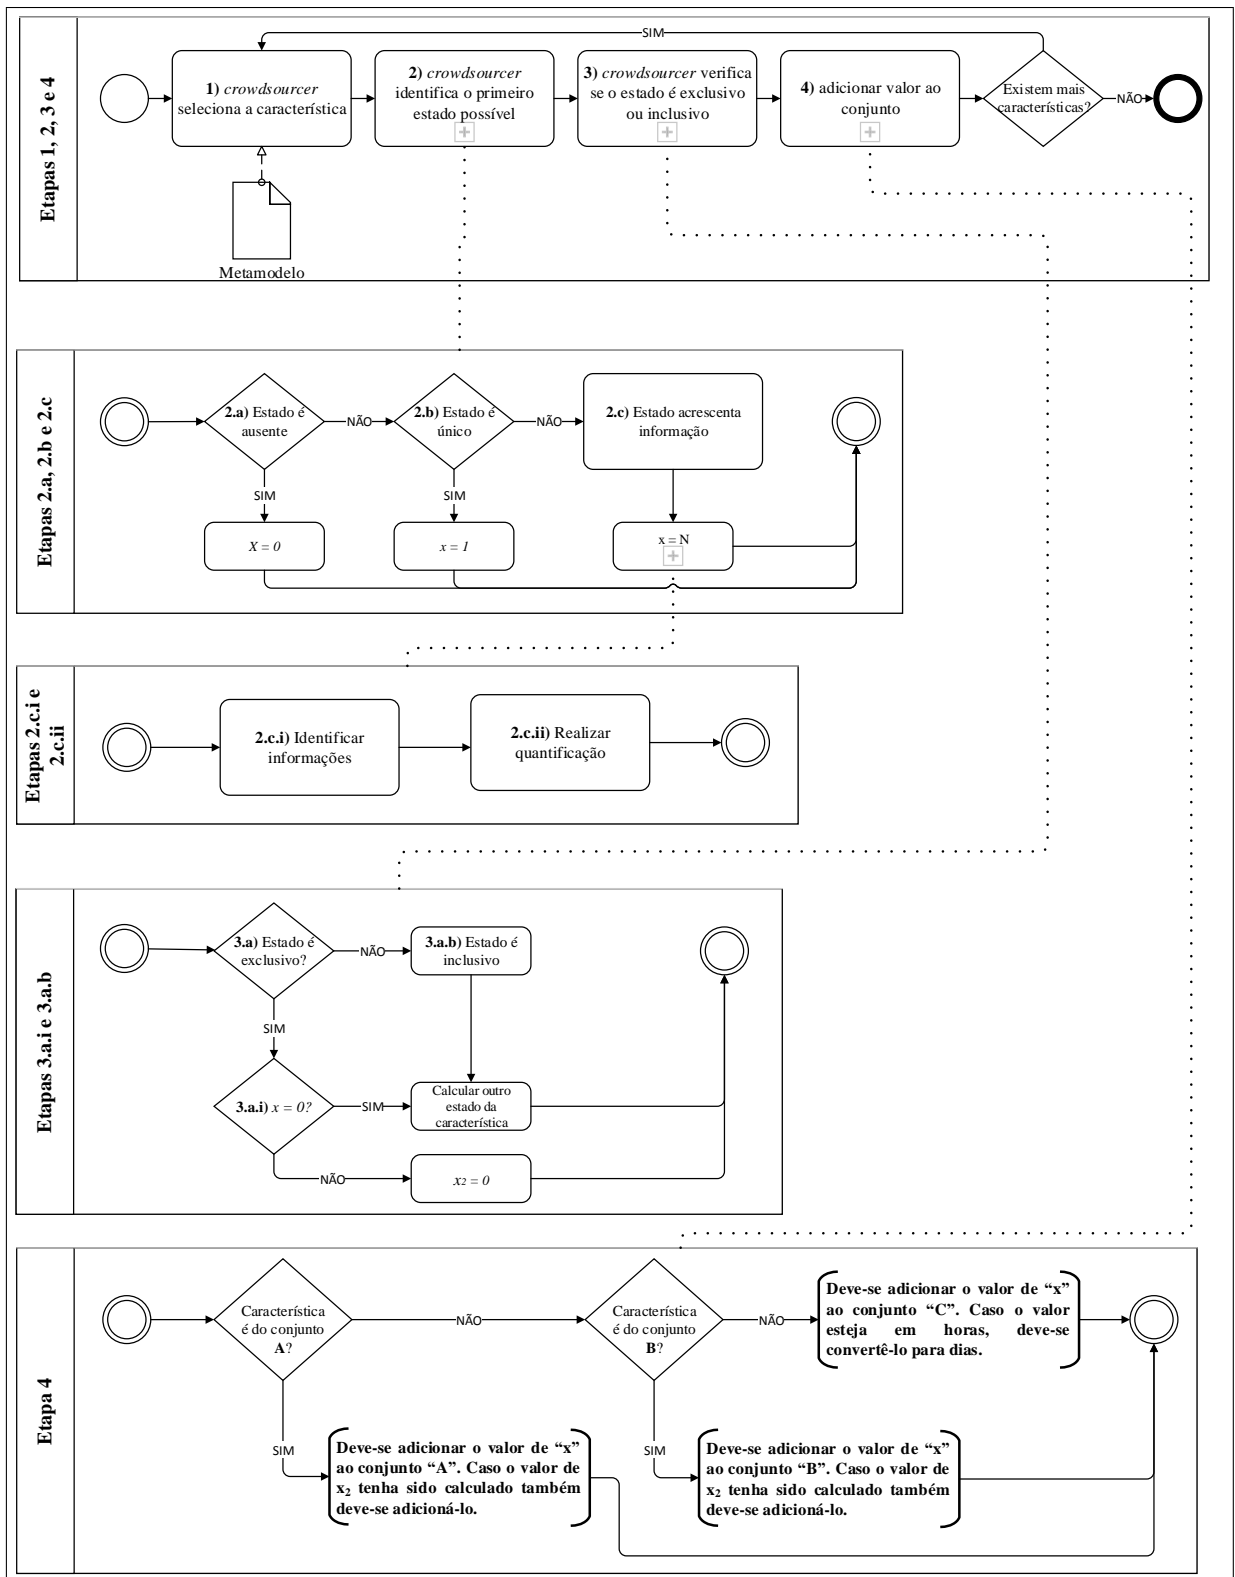 Etapas 1, 2, 3 e 4
SIM
1) crowdsourcer
seleciona a característica
2) crowdsourcer
identifica o primeiro
estado possível
3) crowdsourcer verifica
se o estado é exclusivo
ou inclusivo
4) adicionar valor ao
conjunto
Existem mais
características?
NÃO
Metamodelo
Etapas 2.a, 2.b e 2.c
2.a) Estado é
ausente
NÃO
2.b) Estado é
único
NÃO
2.c) Estado acrescenta
informação
SIM
SIM
X = 0
x = 1
x = N
Etapas 2.c.i e
2.c.ii
2.c.i) Identificar
informações
2.c.ii) Realizar
quantificação
Etapas 3.a.i e 3.a.b
3.a) Estado é
exclusivo?
NÃO
3.a.b) Estado é
inclusivo
SIM
3.a.i) x = 0?
SIM
Calcular outro
estado da
característica
NÃO
x2 = 0
Etapa 4
Característica
é do conjunto
A?
NÃO
Característica
é do conjunto
B?
NÃO
Deve-se adicionar o valor de “x”
ao conjunto “C”. Caso o valor
esteja em horas, deve-se
convertê-lo para dias.
SIM
Deve-se adicionar o valor de “x”
ao conjunto “A”. Caso o valor de
x2 tenha sido calculado também
deve-se adicioná-lo.
SIM
Deve-se adicionar o valor de “x”
ao conjunto “B”. Caso o valor de
x2 tenha sido calculado também
deve-se adicioná-lo.